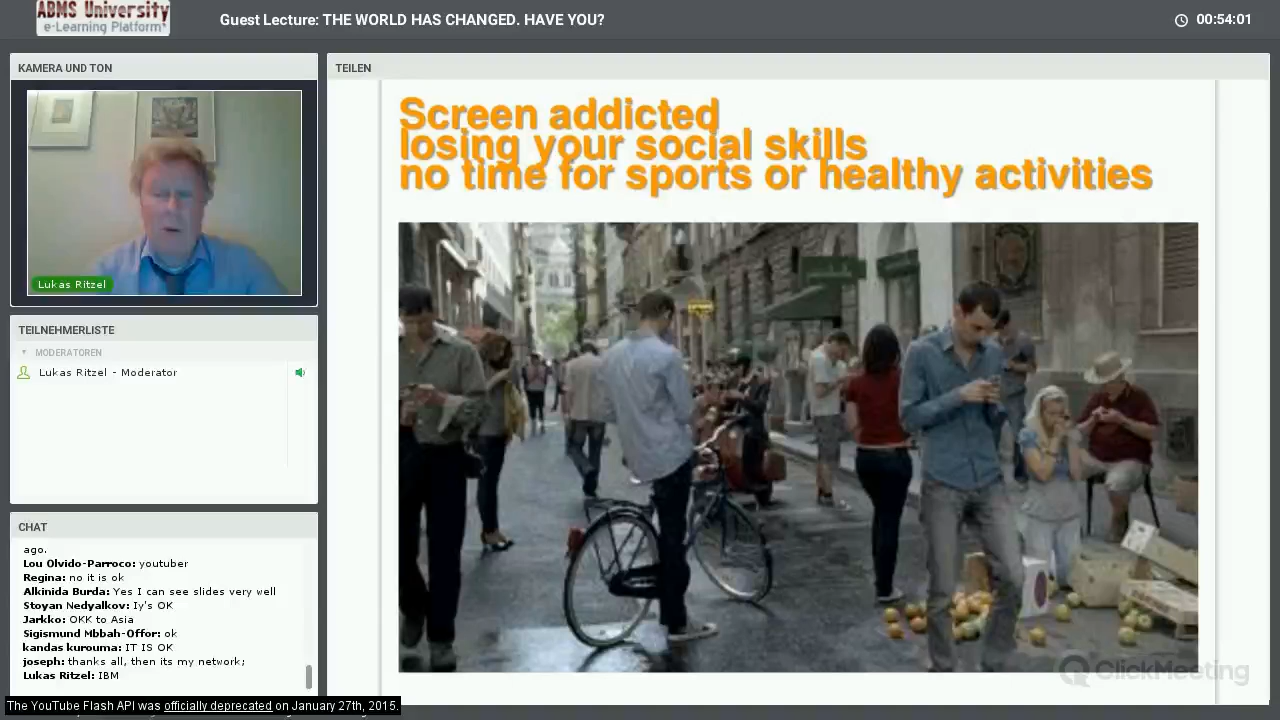 ABMS University
e-Learning Platform
Guest Lecture: THE WORLD HAS CHANGED. HAVE YOU?
00:54:01
KAMERA UND TON
Lukas Ritzel
TEILNEHMERLISTE
MODERATOREN
Lukas Ritzel - Moderator
CHAT
ago.
Lou Olvido-Parroco: youtuber
Regina: no it is ok
Alkinida Burda: Yes I can see slides very well
Stoyan Nedyalkov: Iy's OK
Jarkko: OKK to Asia
Sigismund Mbbah-Offor: ok
kandas kurouma: IT IS OK
joseph: thanks all, then its my network;
Lukas Ritzel: IBM
The YouTube Flash API was officially deprecated on January 27th, 2015.
TEILEN
Screen addicted
losing your social skills
no time for sports or healthy activities
ClickMeeting